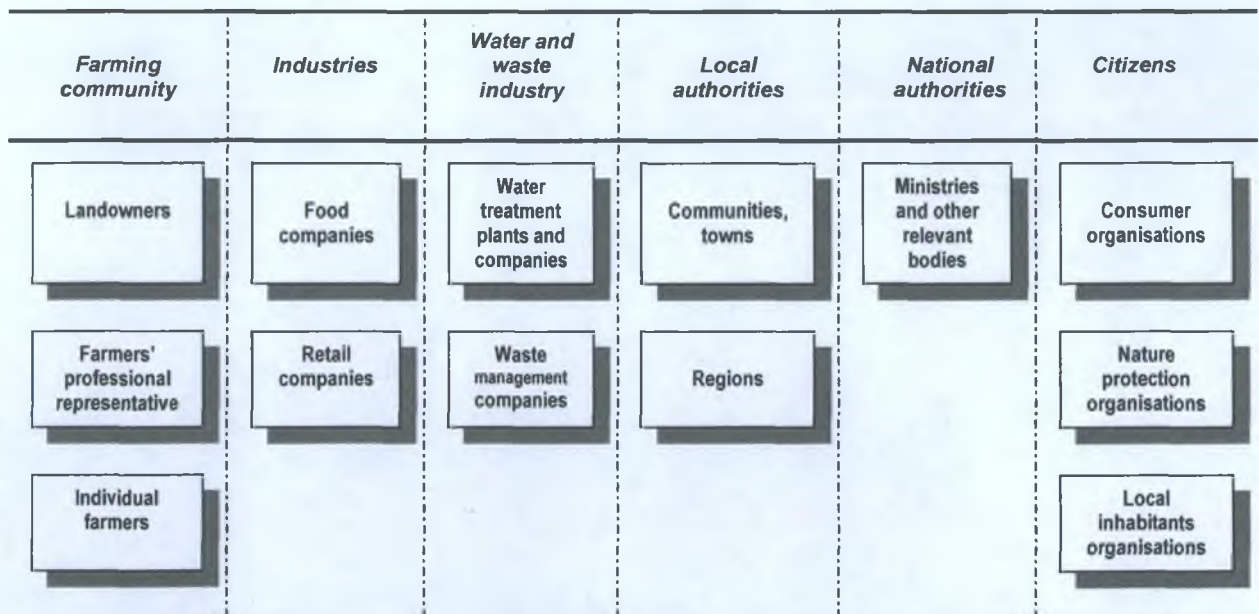 Farming
community
Industries
Water and
waste
industry
Local
authorities
National
authorities
Citizens
Landowners
Food
companies
Water
treatment
plants and
companies
Communities,
towns
Ministries
and other
relevant
bodies
Consumer
organisations
Farmers'
professional
representative
Retail
companies
Waste
management
companies
Regions
Nature
protection
organisations
Individual
farmers
Local
inhabitants
organisations